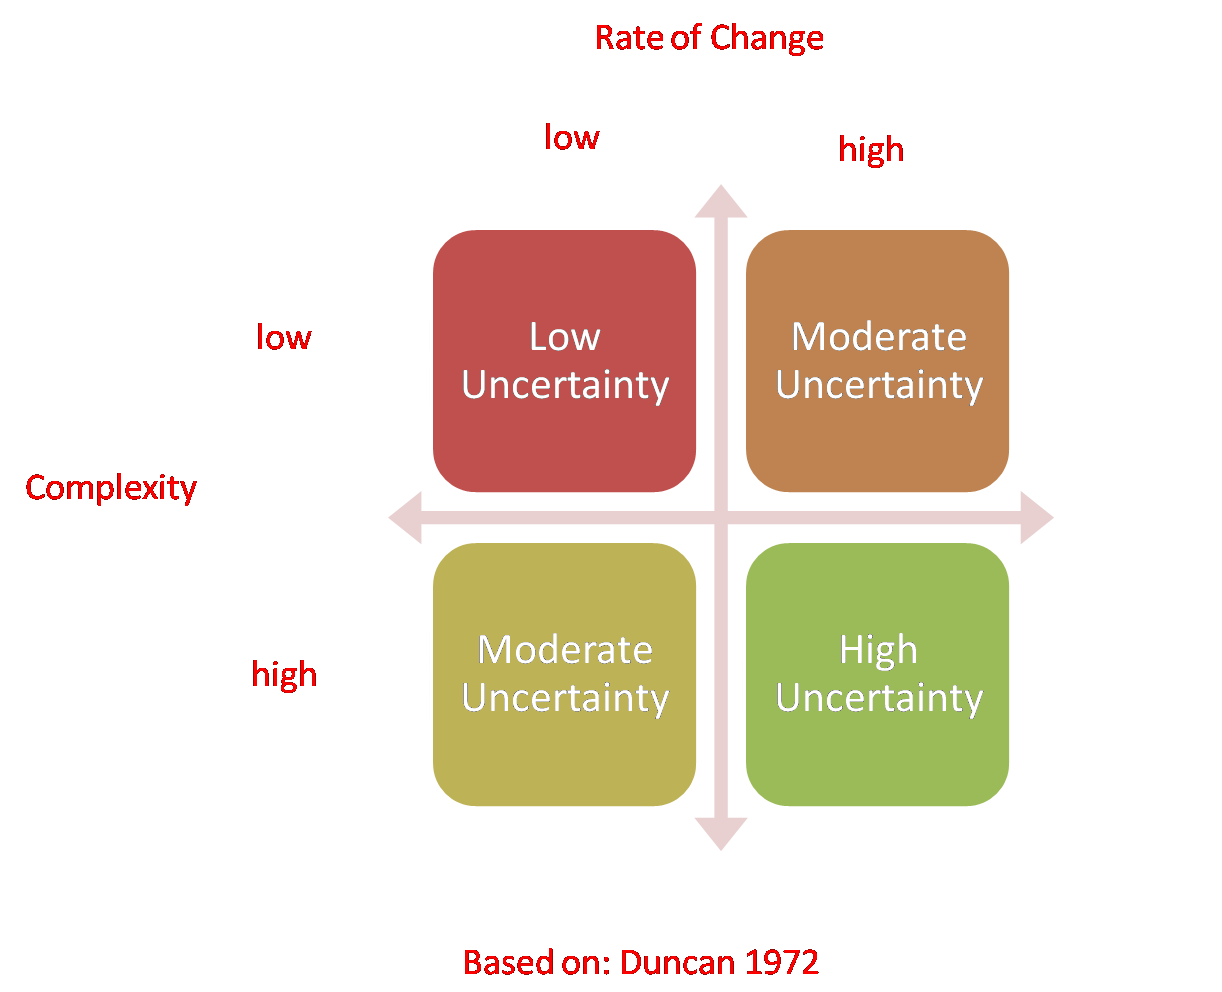 Rate of Change
low
high
low
Low
Uncertainty
Moderate
Uncertainty
Complexity
high
Moderate
Uncertainty
High
Uncertainty
Based on: Duncan 1972